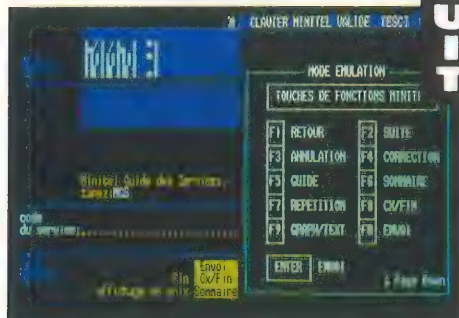 CLAVIER MINITEL VALIDE
MODE EMULATION
TOUCHES DE FONCTIONS
F1 RETOUR F2 SUITE
F3 ANNULATION F4 CORRECTION
F5 GUIDE F6 SOMMAIRE
F7 REPETITION F8 CX/FIN
F9 GRAPH/TEXT ENVOI
ENTER ENVOI
Minitel Guide des Services,
tapez
code
du service:
Envoi
Fin Cx/Fin
Sommaire